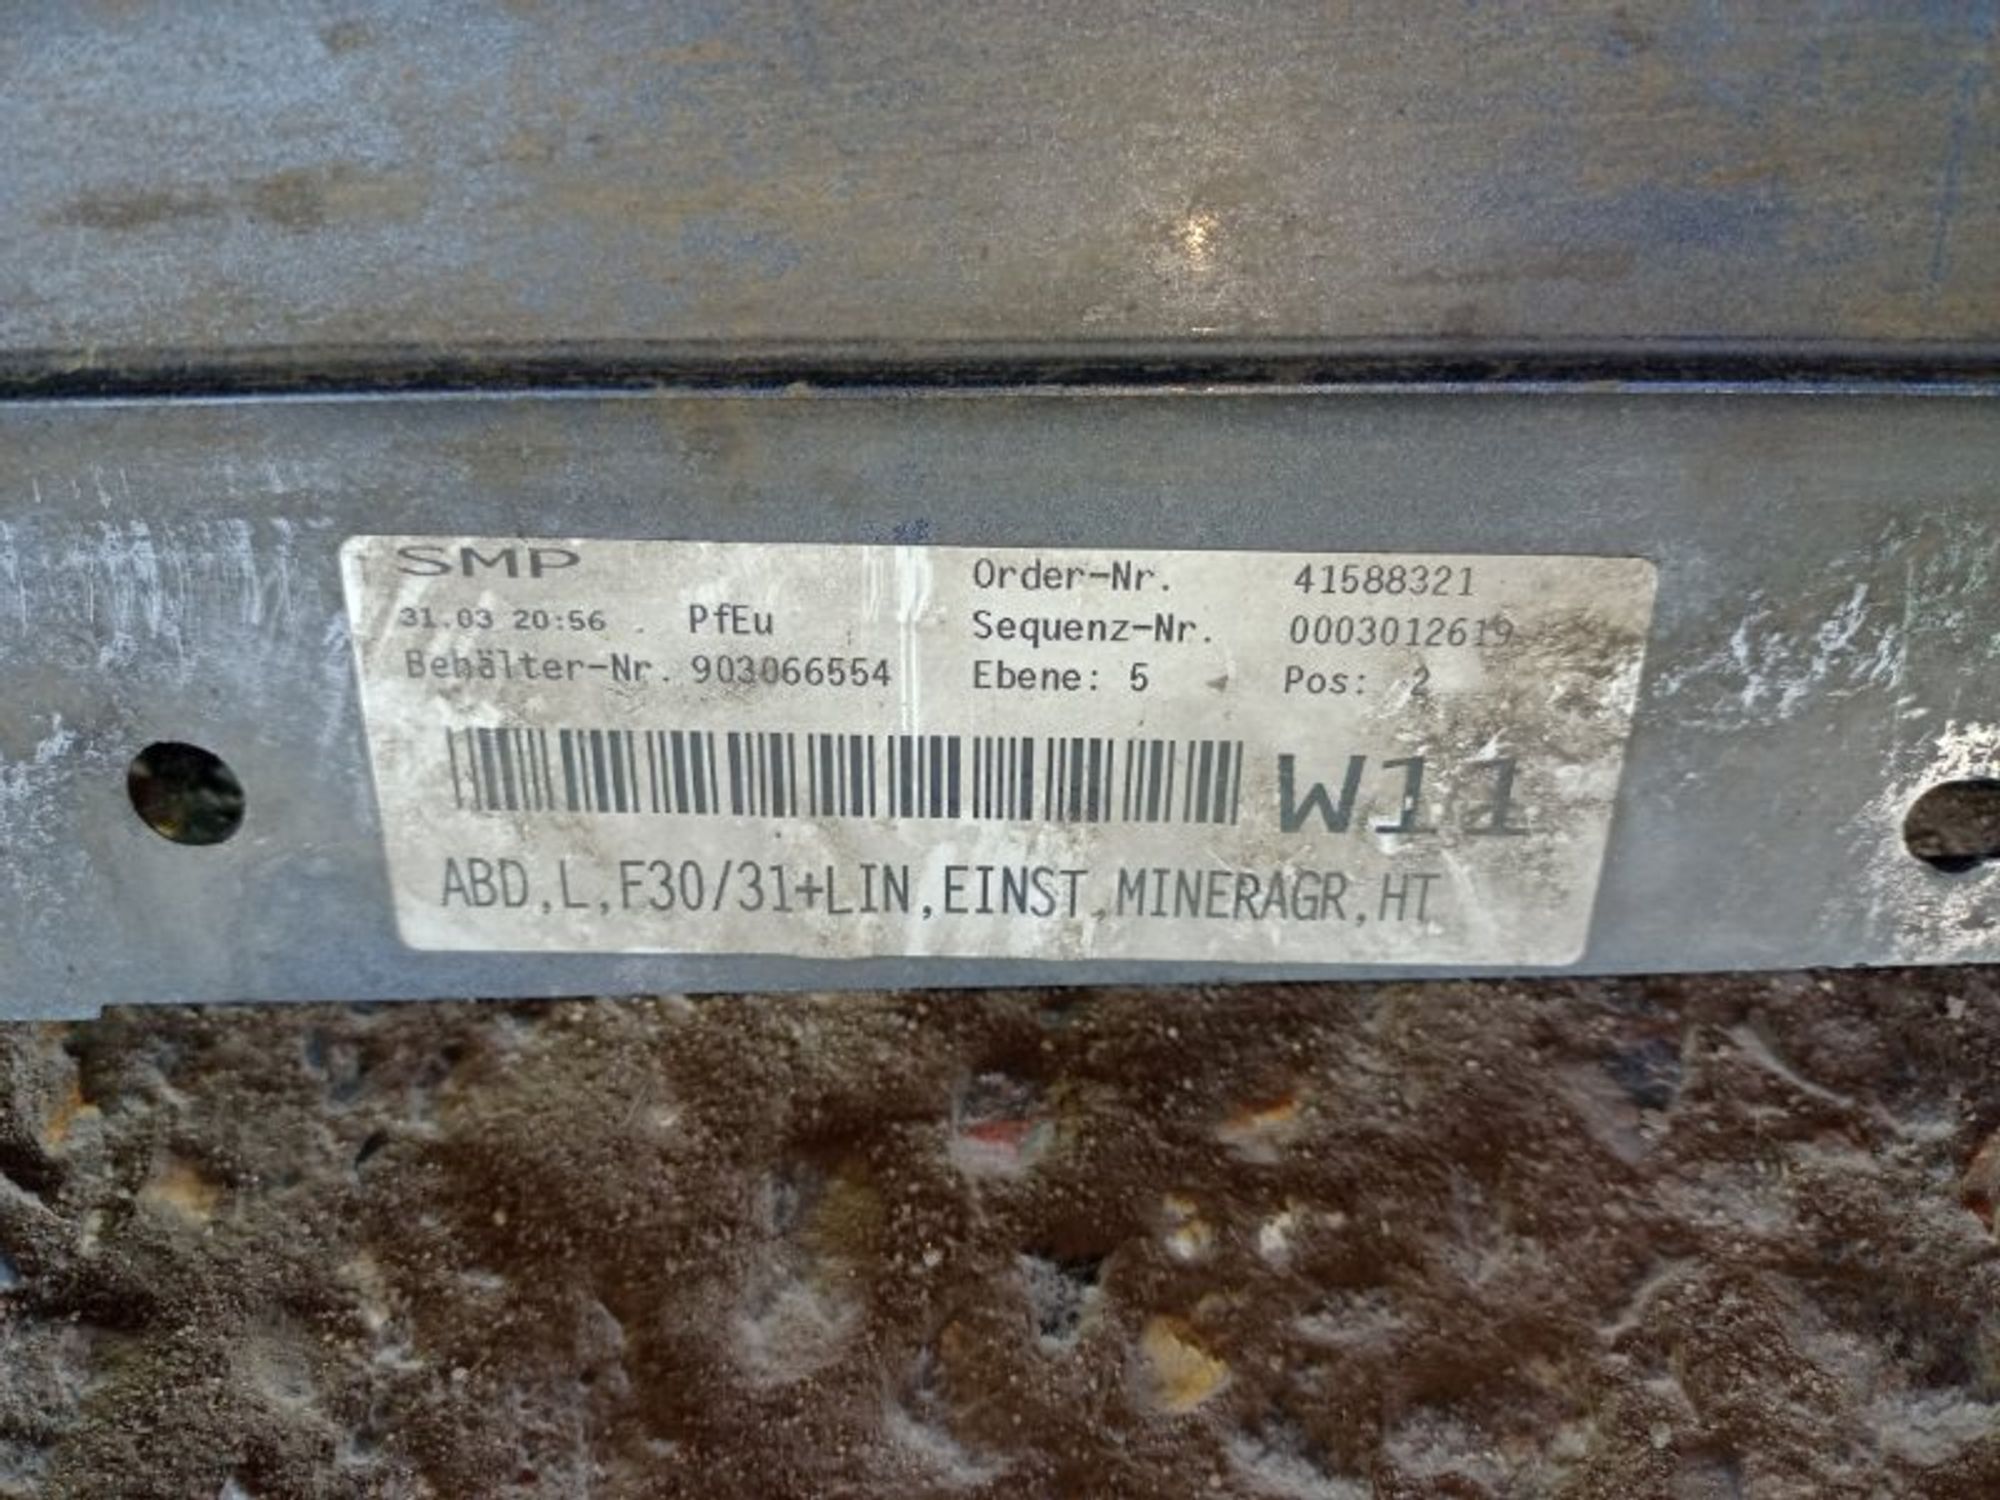 SMP
31.03 20:56 PfEu
Behälter-Nr. 903066554
Order-Nr. 41588321
Sequenz-Nr. 0003012619
Ebene: 5 Pos: 2
W11
ABD,L,F30/31+LIN,EINST,MINERAGR,HT